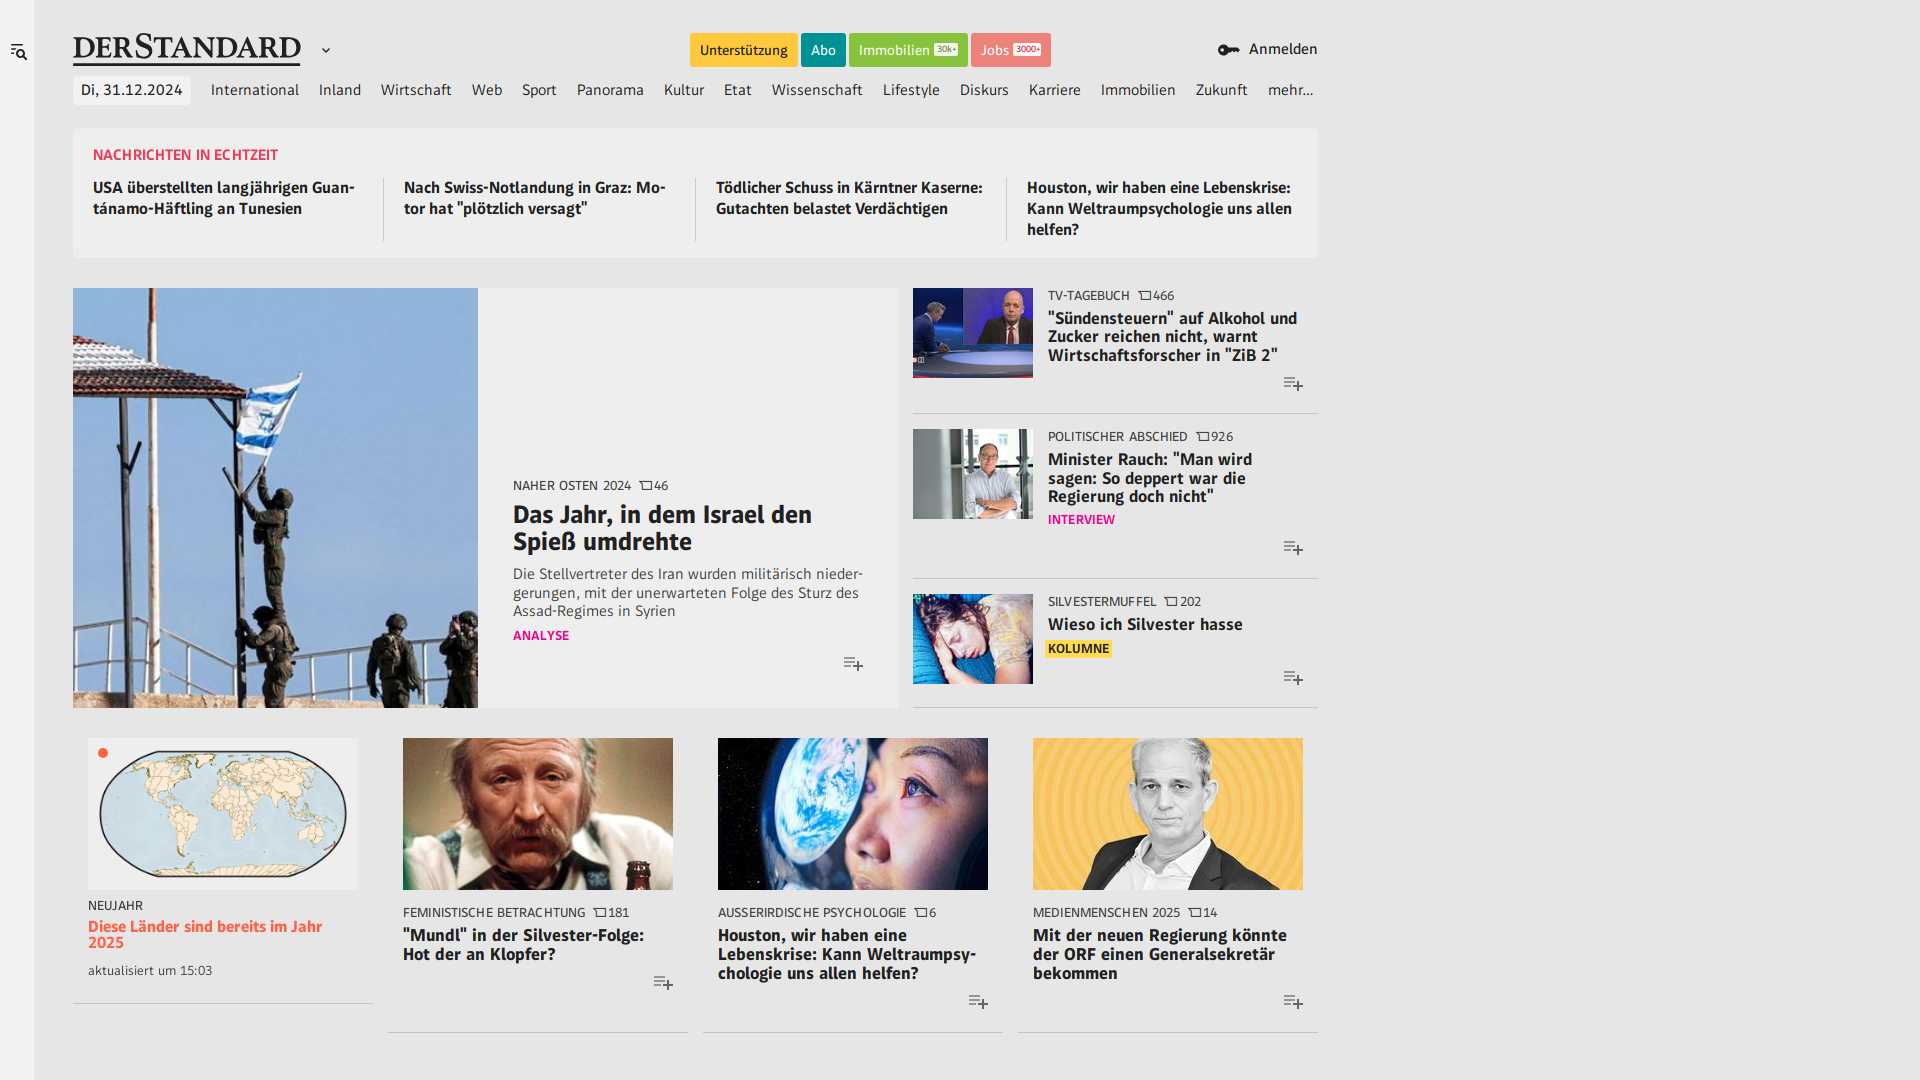 DERSTANDARD
Unterstützung
Abo
Immobilien 30k+
Jobs 3000+
Anmelden
Di, 31.12.2024
International
Inland
Wirtschaft
Web
Sport
Panorama
Kultur
Etat
Wissenschaft
Lifestyle
Diskurs
Karriere
Immobilien
Zukunft
mehr...
NACHRICHTEN IN ECHTZEIT
USA überstellten langjährigen Guan-
tánamo-Häftling an Tunesien
Nach Swiss-Notlandung in Graz: Mo-
tor hat "plötzlich versagt"
Tödlicher Schuss in Kärntner Kaserne:
Gutachten belastet Verdächtigen
Houston, wir haben eine Lebenskrise:
Kann Weltraumpsychologie uns allen
helfen?
NAHER OSTEN 2024 46
Das Jahr, in dem Israel den
Spieß umdrehte
Die Stellvertreter des Iran wurden militärisch nieder-
gerungen, mit der unerwarteten Folge des Sturz des
Assad-Regimes in Syrien
ANALYSE
TV-TAGEBUCH 466
"Sündensteuern" auf Alkohol und
Zucker reichen nicht, warnt
Wirtschaftsforscher in "ZiB 2"
POLITISCHER ABSCHIED 926
Minister Rauch: "Man wird
sagen: So deppert war die
Regierung doch nicht"
INTERVIEW
SILVESTERMUFFEL 202
Wieso ich Silvester hasse
KOLUMNE
NEUJAHR
Diese Länder sind bereits im Jahr
2025
aktualisiert um 15:03
FEMINISTISCHE BETRACHTUNG 181
"Mundl" in der Silvester-Folge:
Hot der an Klopfer?
AUSSERIRDISCHE PSYCHOLOGIE 6
Houston, wir haben eine
Lebenskrise: Kann Weltraumpsy-
chologie uns allen helfen?
MEDIENMENSCHEN 2025 14
Mit der neuen Regierung könnte
der ORF einen Generalsekretär
bekommen